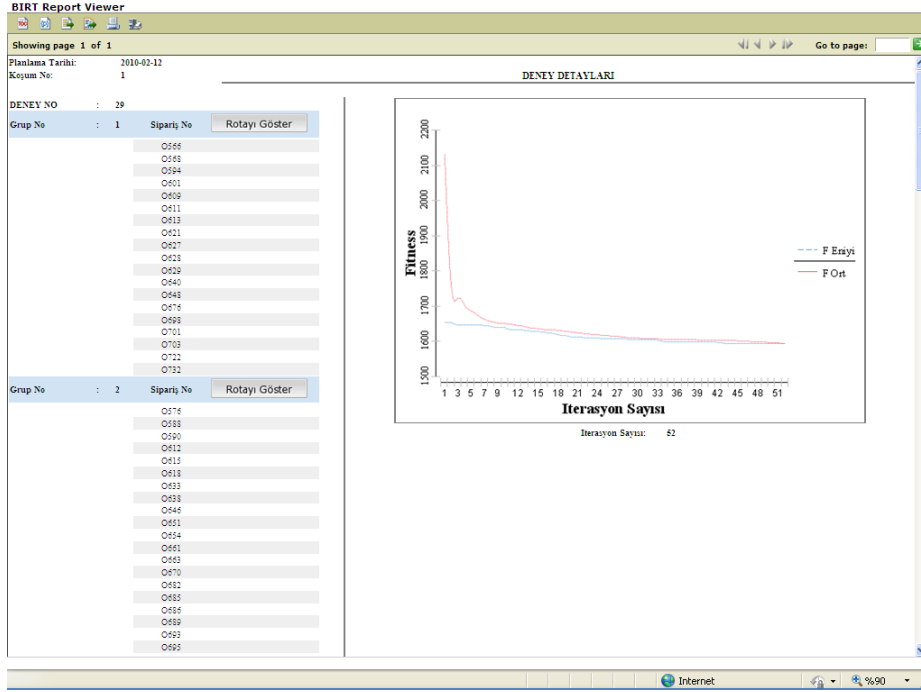 BIRT Report Viewer
Showing page 1 of 1
Go to page:
Planlama Tarihi: 2010-02-12
Koşum No: 1
DENEY DETAYLARI
DENEY NO : 29
Grup No : 1 Sipariş No Rotayı Göster
O566
O568
O594
O601
O609
O611
O613
O621
O627
O628
O629
O640
O648
O676
O698
O701
O703
O722
O732
Grup No : 2 Sipariş No Rotayı Göster
O576
O588
O590
O612
O615
O618
O633
O638
O646
O651
O654
O661
O663
O670
O682
O685
O686
O689
O693
O695
Fitness
2200
2100
2000
1900
1800
1700
1600
1500
1 3 5 7 9 12 15 18 21 24 27 30 33 36 39 42 45 48 51
Iterasyon Sayısı
F Eniyi
F Ort
Iterasyon Sayısı: 52
Internet
%90